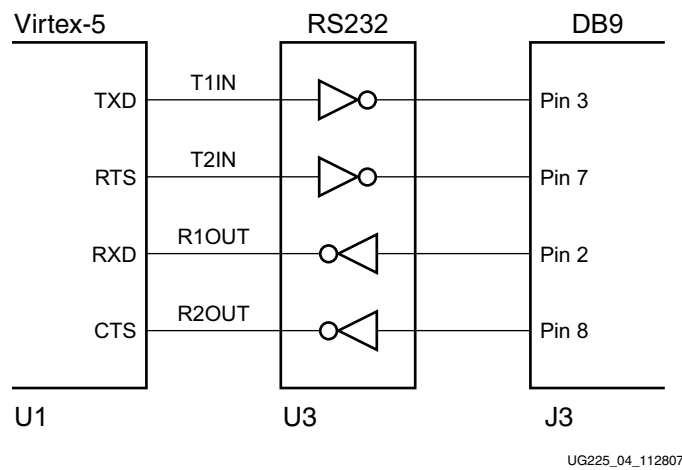 Virtex-5 RS232 DB9
TXD T1IN Pin 3
RTS T2IN Pin 7
RXD R1OUT Pin 2
CTS R2OUT Pin 8
U1 U3 J3
UG225_04_112807